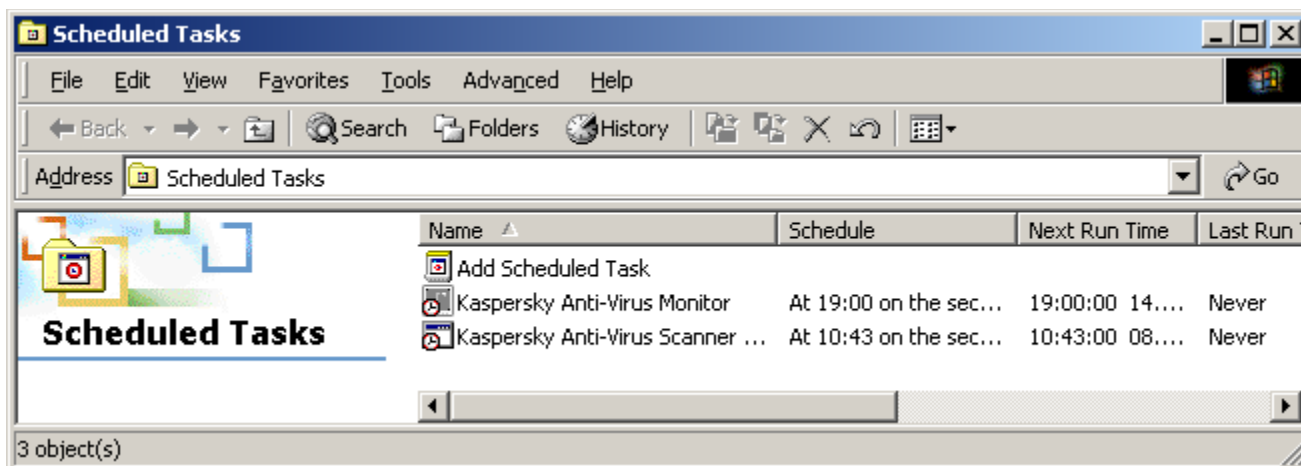 Scheduled Tasks
File Edit View Favorites Tools Advanced Help
Back Search Folders History
Address Scheduled Tasks Go
Name Schedule Next Run Time Last Run
Add Scheduled Task
Kaspersky Anti-Virus Monitor At 19:00 on the sec... 19:00:00 14.... Never
Kaspersky Anti-Virus Scanner ... At 10:43 on the sec... 10:43:00 08.... Never
Scheduled Tasks
3 object(s)